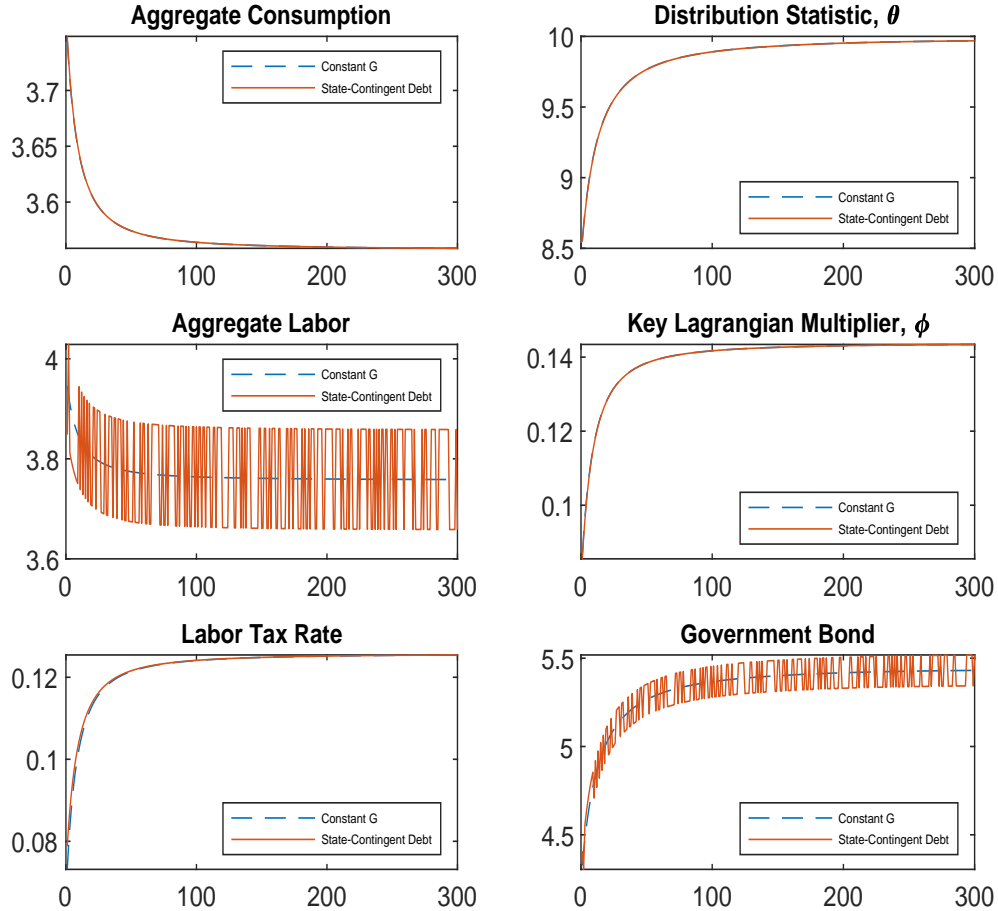 Aggregate Consumption
3.7
3.65
3.6
0 100 200 300
Constant G
State-Contingent Debt
Distribution Statistic, θ
10
9.5
9
8.5
0 100 200 300
Constant G
State-Contingent Debt
Aggregate Labor
4
3.8
3.6
0 100 200 300
Constant G
State-Contingent Debt
Key Lagrangian Multiplier, ϕ
0.14
0.12
0.1
0 100 200 300
Constant G
State-Contingent Debt
Labor Tax Rate
0.12
0.1
0.08
0 100 200 300
Constant G
State-Contingent Debt
Government Bond
5.5
5
4.5
0 100 200 300
Constant G
State-Contingent Debt